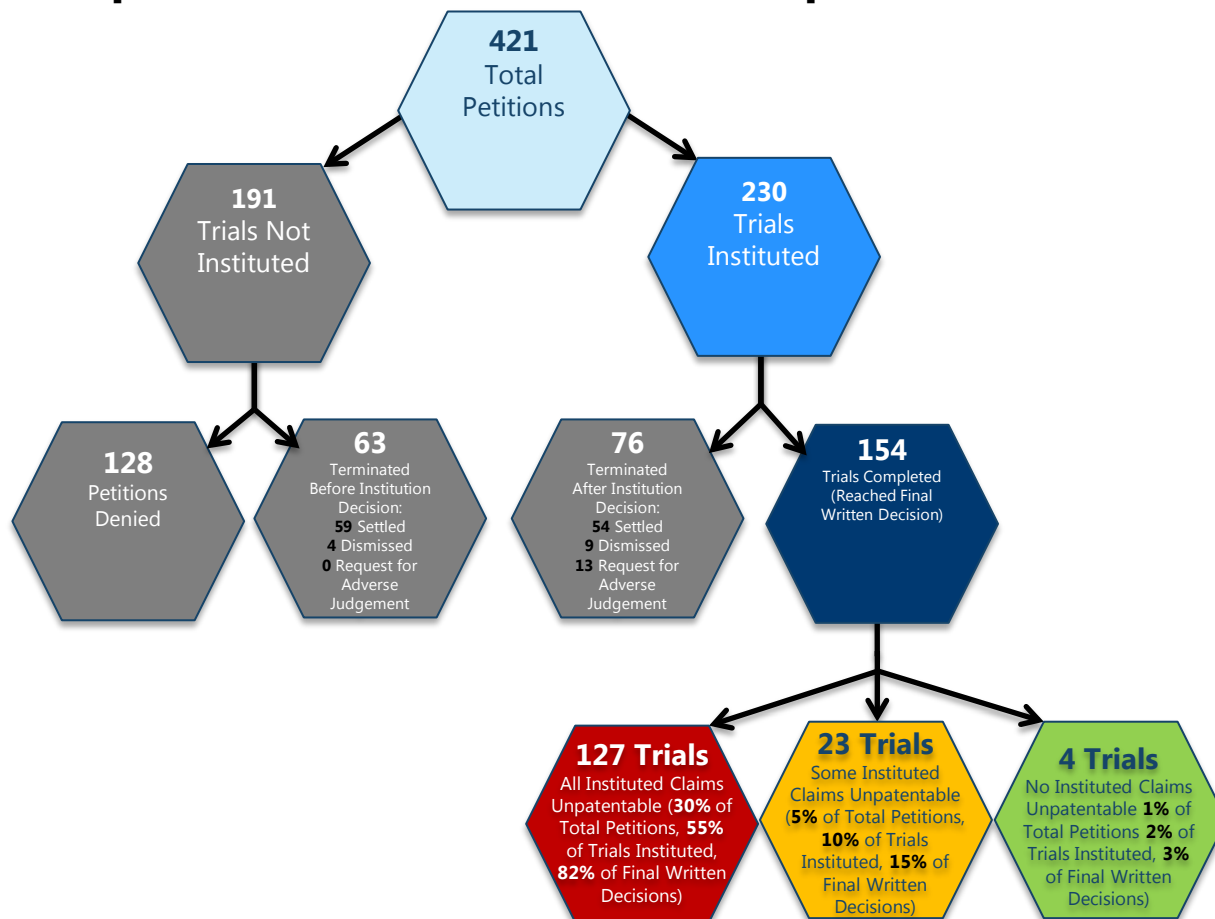 421
Total
Petitions
191
Trials Not
Instituted
230
Trials
Instituted
128
Petitions
Denied
63
Terminated
Before Institution
Decision:
59 Settled
4 Dismissed
0 Request for
Adverse
Judgement
76
Terminated
After Institution
Decision:
54 Settled
9 Dismissed
13 Request for
Adverse
Judgement
154
Trials Completed
(Reached Final
Written Decision)
127 Trials
All Instituted Claims
Unpatentable (30% of
Total Petitions, 55%
of Trials Instituted,
82% of Final Written
Decisions)
23 Trials
Some Instituted
Claims Unpatentable
(5% of Total Petitions,
10% of Trials
Instituted, 15% of
Final Written
Decisions)
4 Trials
No Instituted Claims
Unpatentable 1% of
Total Petitions 2% of
Trials Instituted, 3%
of Final Written
Decisions)